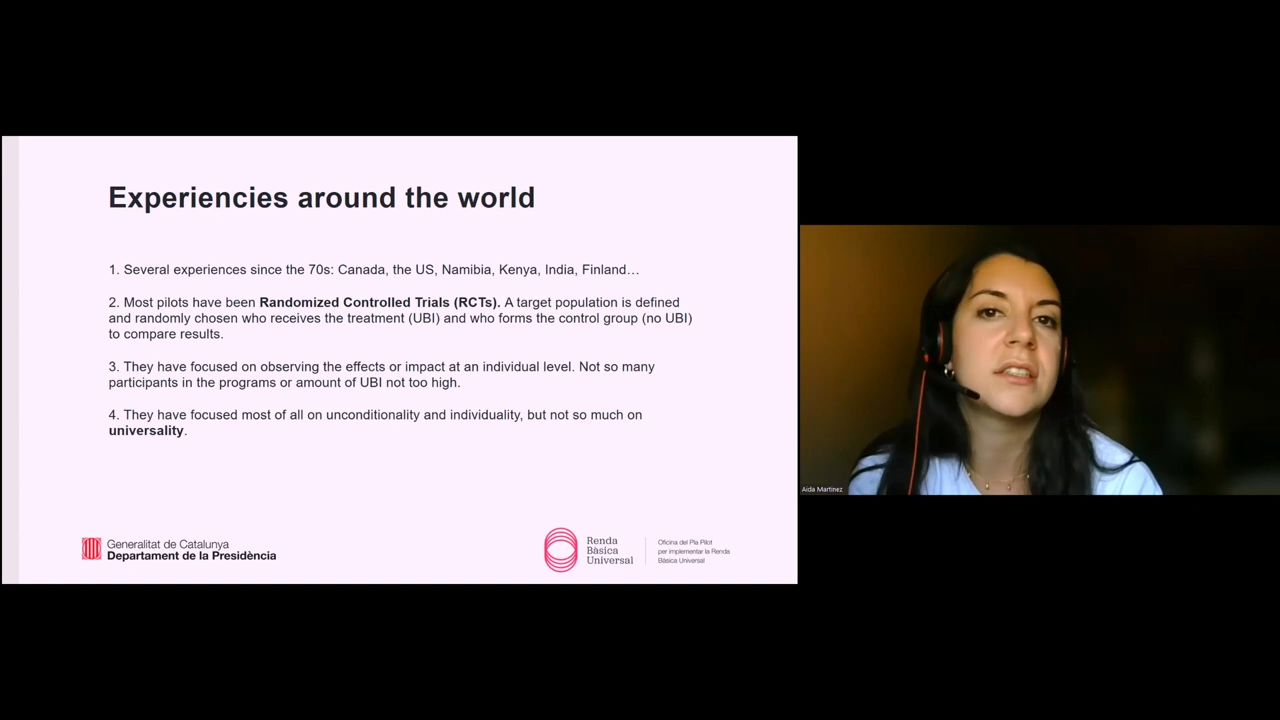 Experiencies around the world
1. Several experiences since the 70s: Canada, the US, Namibia, Kenya, India, Finland…
2. Most pilots have been Randomized Controlled Trials (RCTs). A target population is defined
and randomly chosen who receives the treatment (UBI) and who forms the control group (no UBI)
to compare results.
3. They have focused on observing the effects or impact at an individual level. Not so many
participants in the programs or amount of UBI not too high.
4. They have focused most of all on unconditionality and individuality, but not so much on
universality.
Generalitat de Catalunya
Departament de la Presidència
Renda
Bàsica
Universal
Oficina del Pla Pilot
per implementar la Renda
Bàsica Universal
Aida Martinez